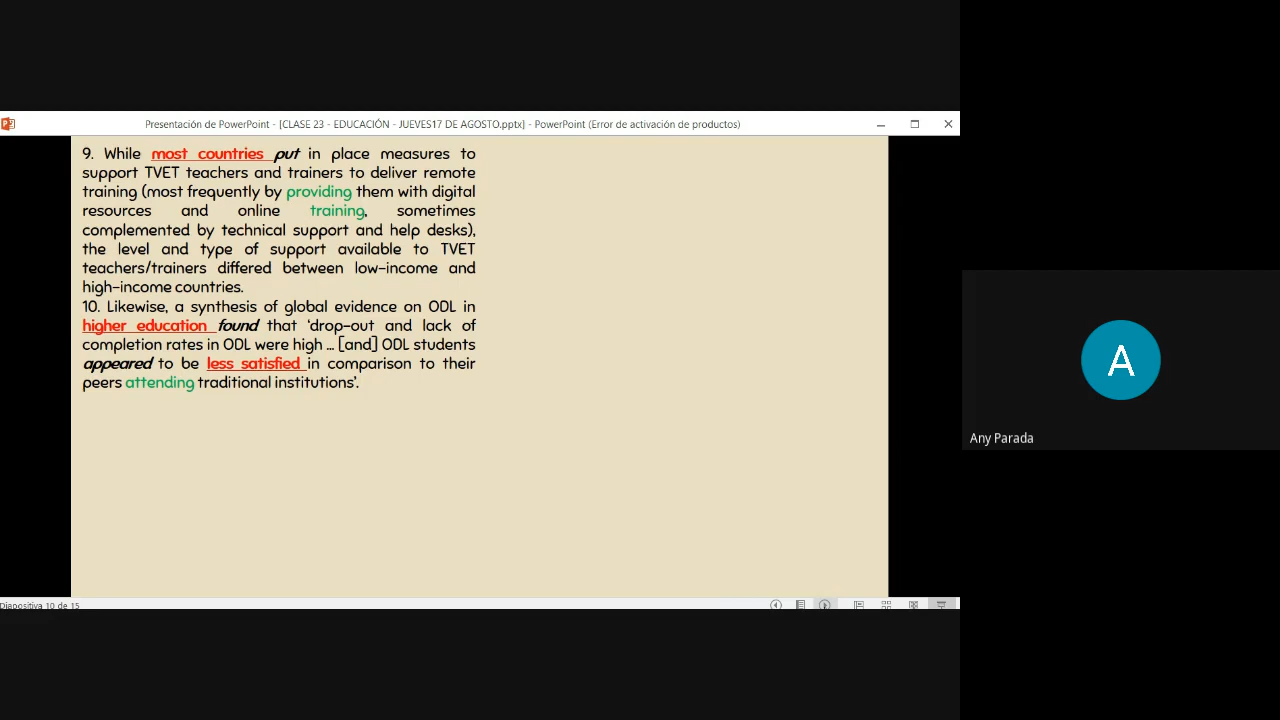 Presentación de PowerPoint - [CLASE 23 - EDUCACIÓN - JUEVES17 DE AGOSTO.pptx] - PowerPoint (Error de activación de productos)
9. While most countries put in place measures to
support TVET teachers and trainers to deliver remote
training (most frequently by providing them with digital
resources and online training, sometimes
complemented by technical support and help desks),
the level and type of support available to TVET
teachers/trainers differed between low-income and
high-income countries.
10. Likewise, a synthesis of global evidence on ODL in
higher education found that ‘drop-out and lack of
completion rates in ODL were high ... [and] ODL students
appeared to be less satisfied in comparison to their
peers attending traditional institutions’.
A
Any Parada
Diapositiva 10 de 15